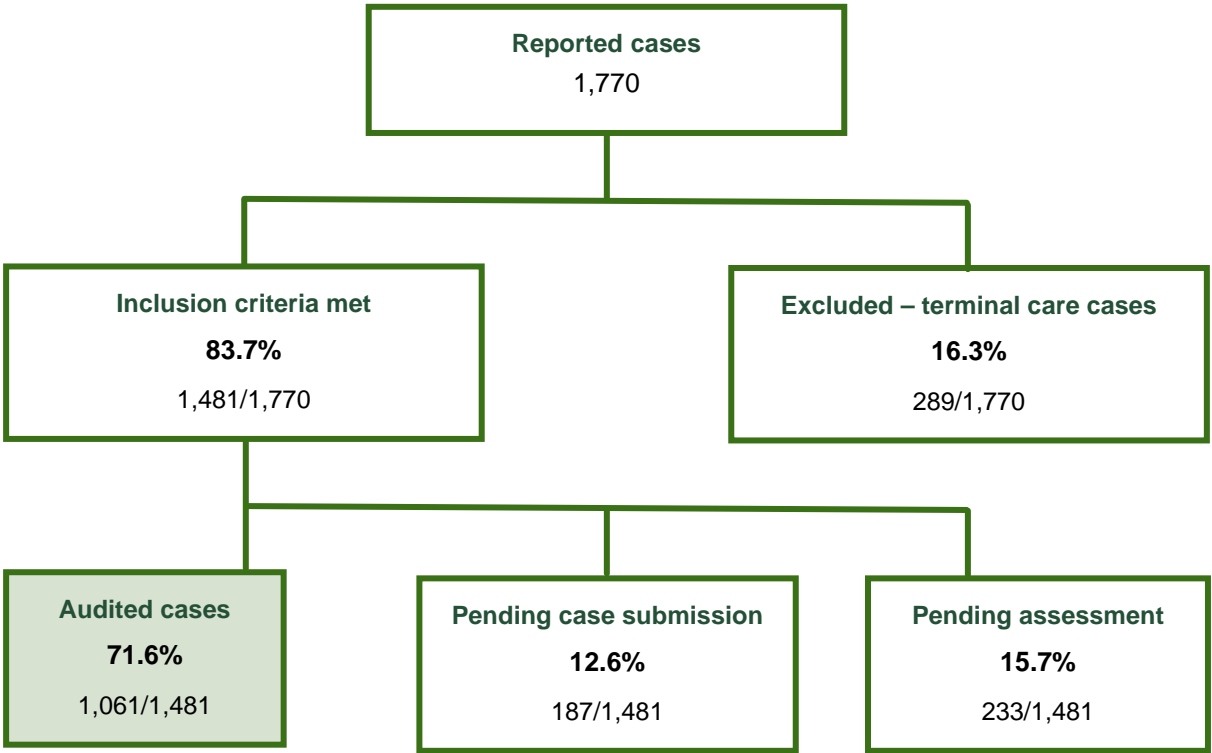 Reported cases
1,770
Inclusion criteria met
83.7%
1,481/1,770
Excluded – terminal care cases
16.3%
289/1,770
Audited cases
71.6%
1,061/1,481
Pending case submission
12.6%
187/1,481
Pending assessment
15.7%
233/1,481